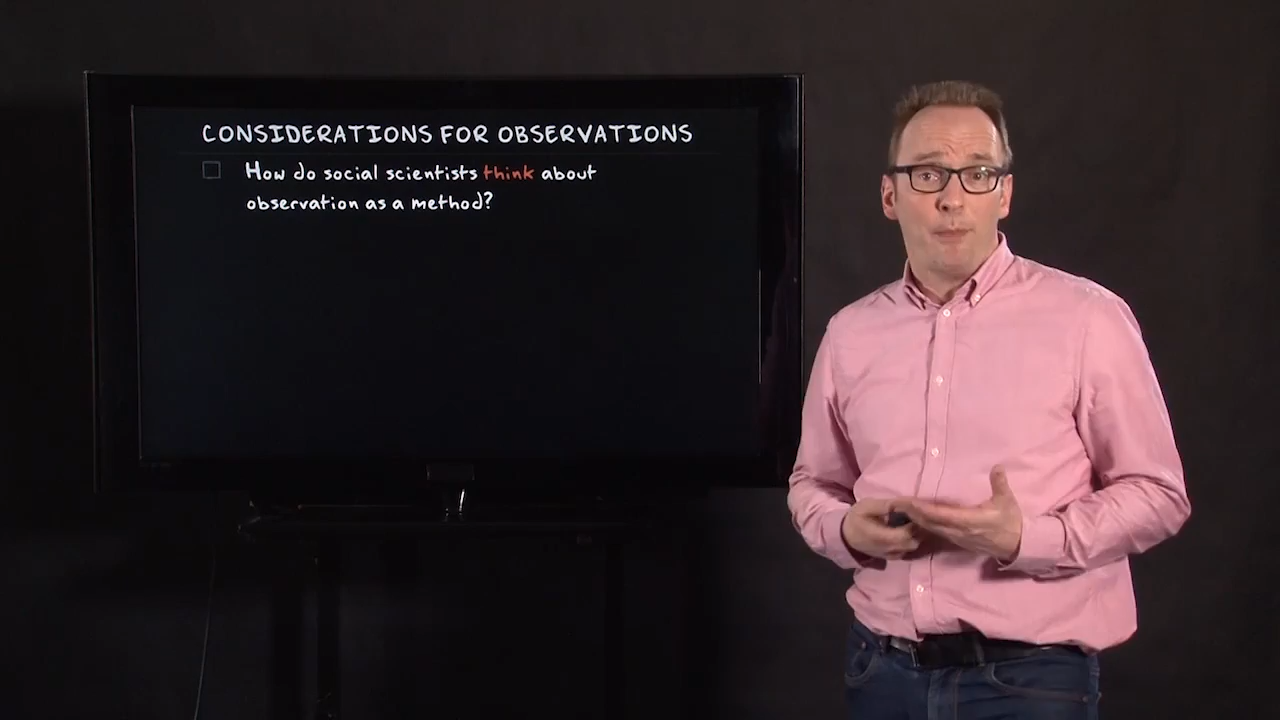 CONSIDERATIONS FOR OBSERVATIONS
How do social scientists think about
observation as a method?